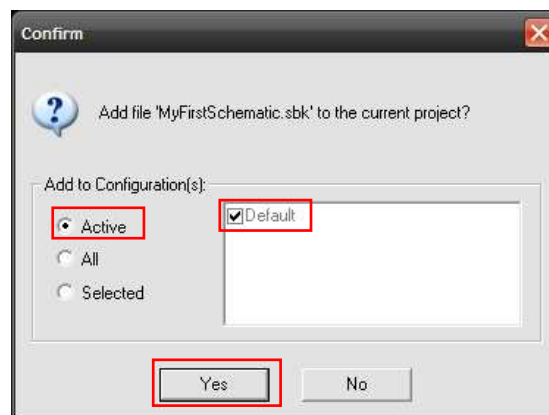 Confirm
Add file 'MyFirstSchematic.sbk' to the current project?
Add to Configuration(s):
Active
Default
All
Selected
Yes
No